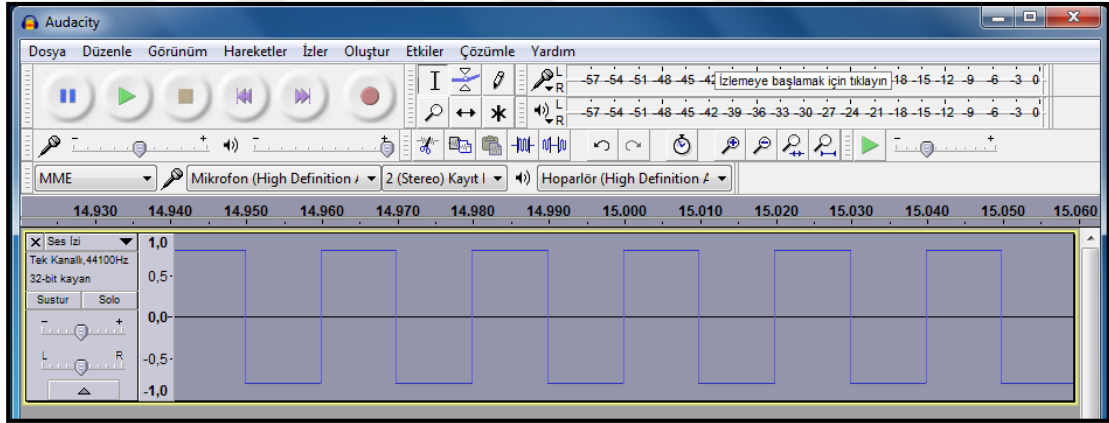 Audacity
Dosya Düzenle Görünüm Hareketler İzler Oluştur Etkiler Çözümle Yardım
L
R
-57 -54 -51 -48 -45 -42 İzlemeye başlamak için tıklayın -18 -15 -12 -9 -6 -3 0
L
R
-57 -54 -51 -48 -45 -42 -39 -36 -33 -30 -27 -24 -21 -18 -15 -12 -9 -6 -3 0
- + - +
- +
MME Mikrofon (High Definition 2 (Stereo) Kayıt Hoparlör (High Definition
14.930 14.940 14.950 14.960 14.970 14.980 14.990 15.000 15.010 15.020 15.030 15.040 15.050 15.060
X Ses İzi 1,0
Tek Kanallı,44100Hz
32-bit kayan 0,5
Sustur Solo
- + 0,0
L R -0,5
-1,0